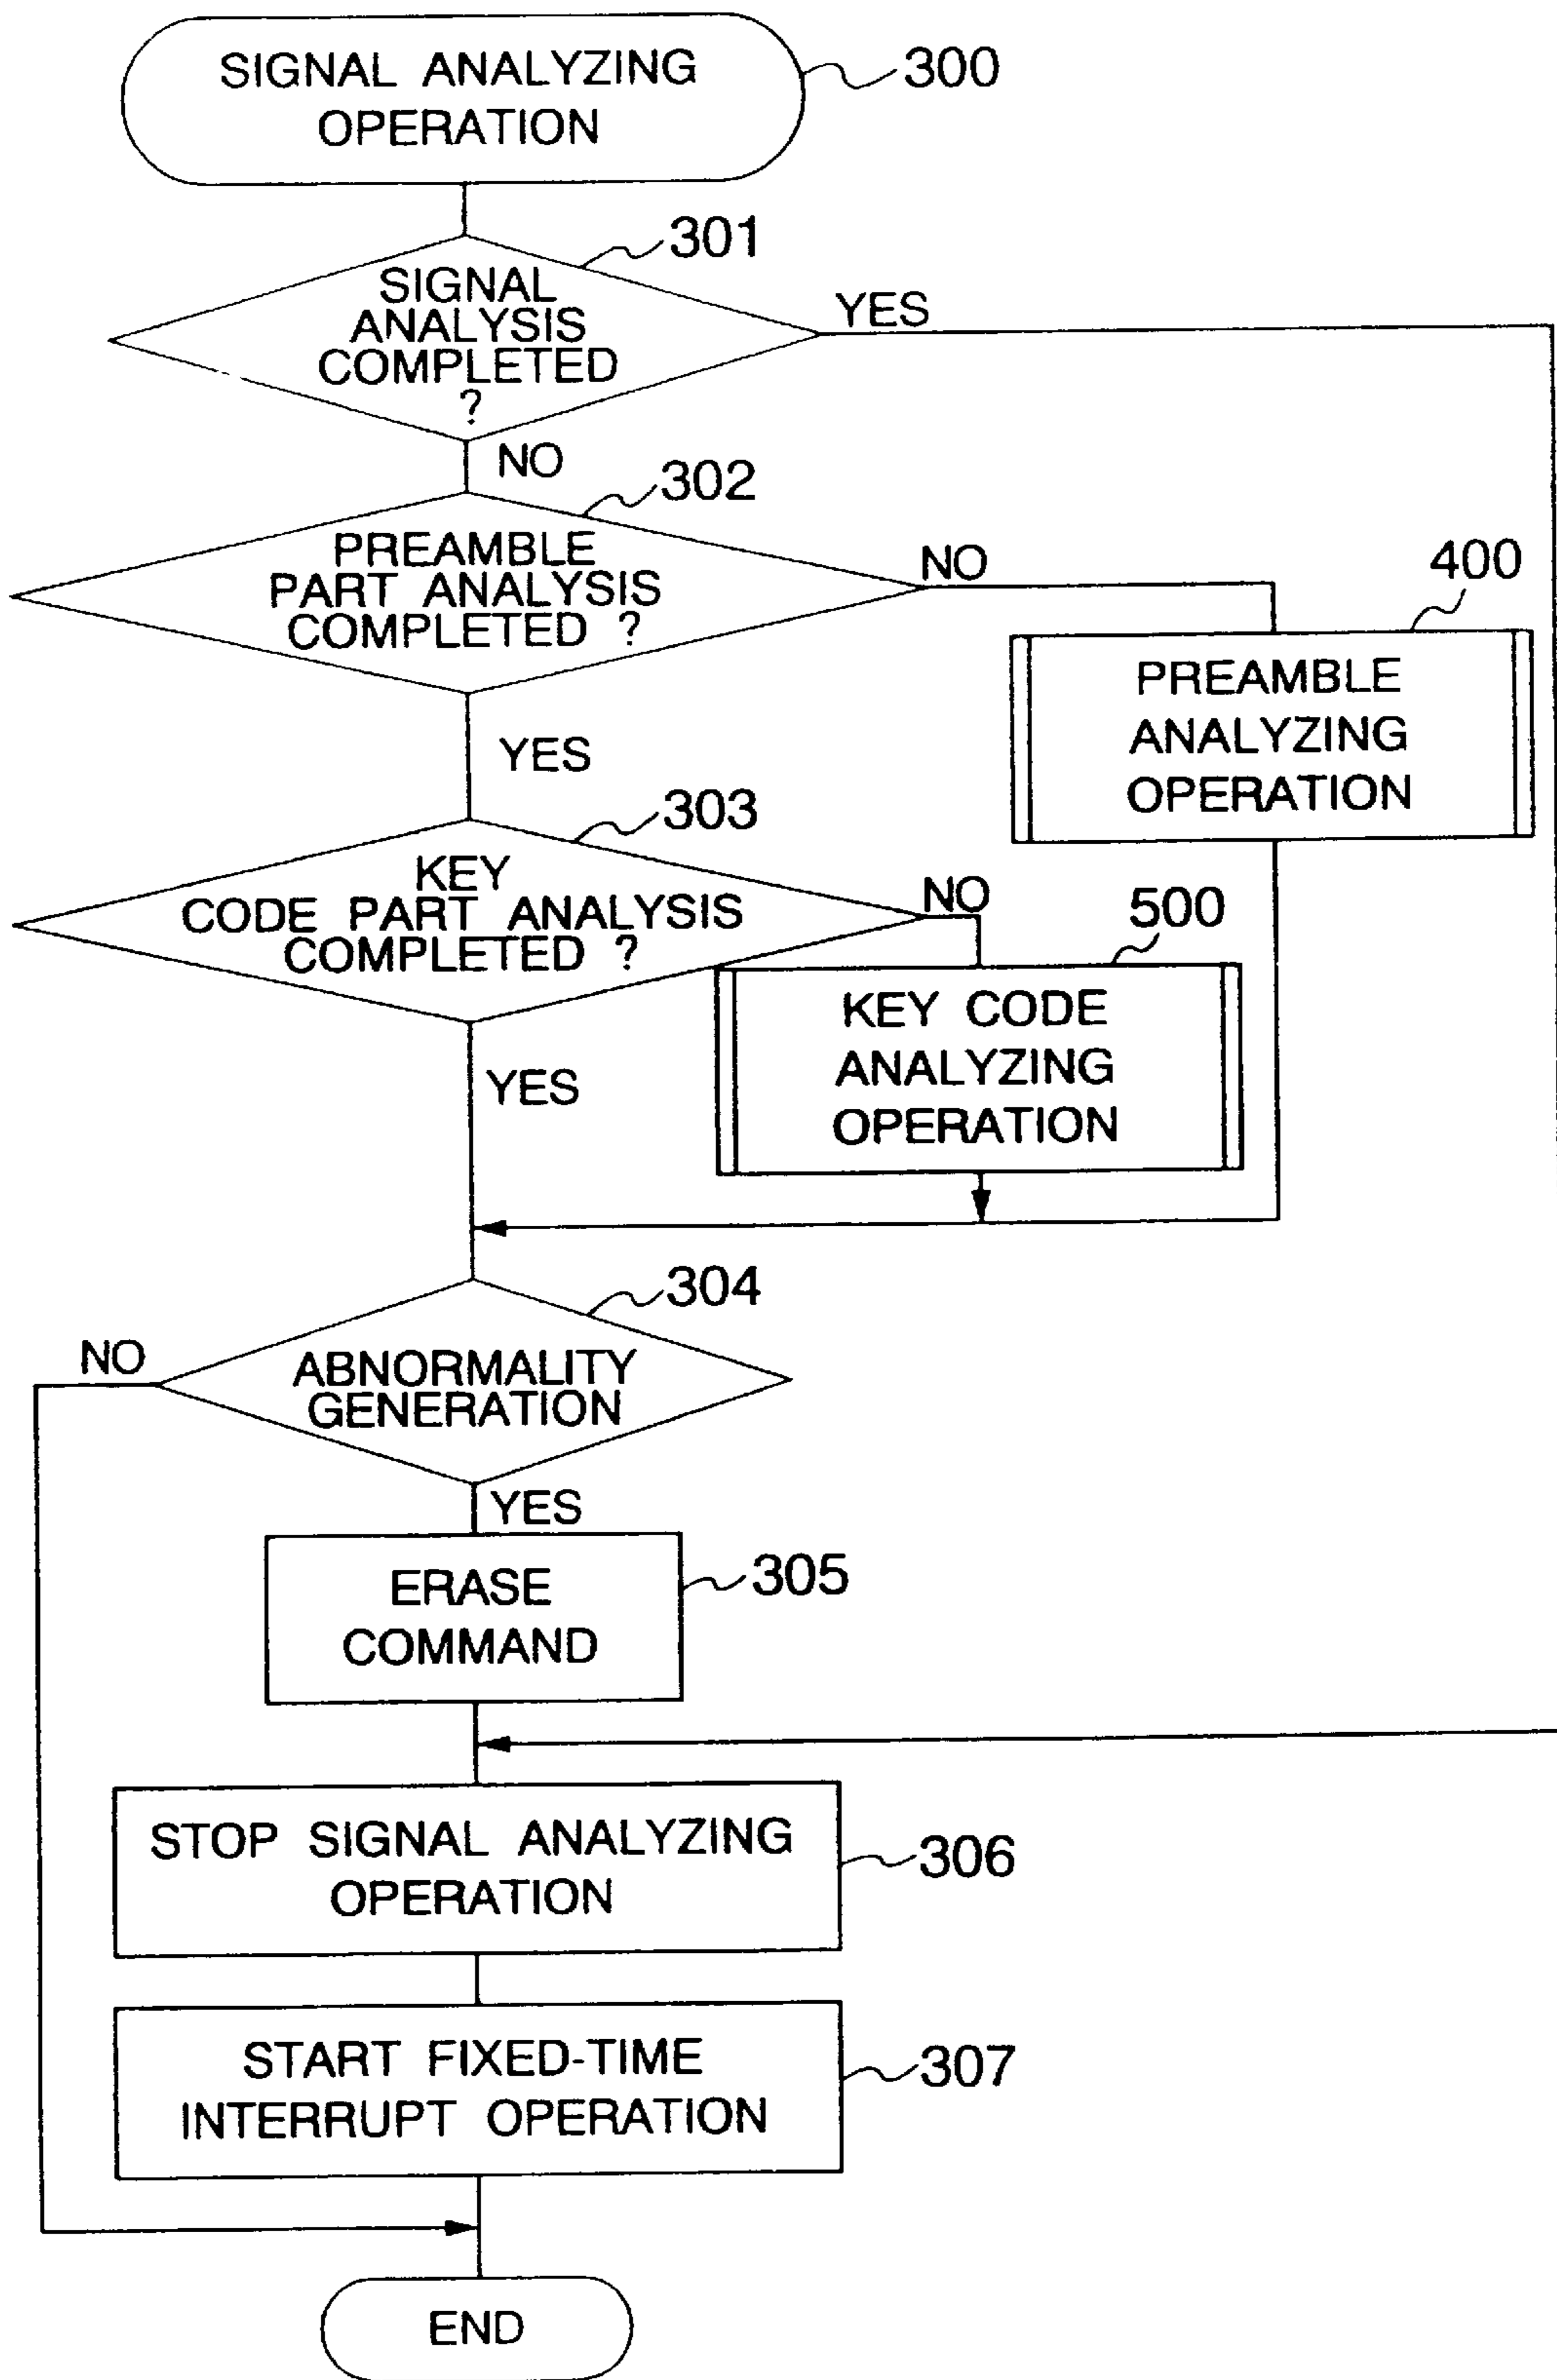 SIGNAL ANALYZING
OPERATION
300
301
SIGNAL
ANALYSIS
COMPLETED
?
YES
NO
302
PREAMBLE
PART ANALYSIS
COMPLETED ?
NO
400
PREAMBLE
ANALYZING
OPERATION
YES
303
KEY
CODE PART ANALYSIS
COMPLETED ?
NO
500
KEY CODE
ANALYZING
OPERATION
YES
304
NO
ABNORMALITY
GENERATION
YES
ERASE
COMMAND
305
STOP SIGNAL ANALYZING
OPERATION
306
START FIXED-TIME
INTERRUPT OPERATION
307
END